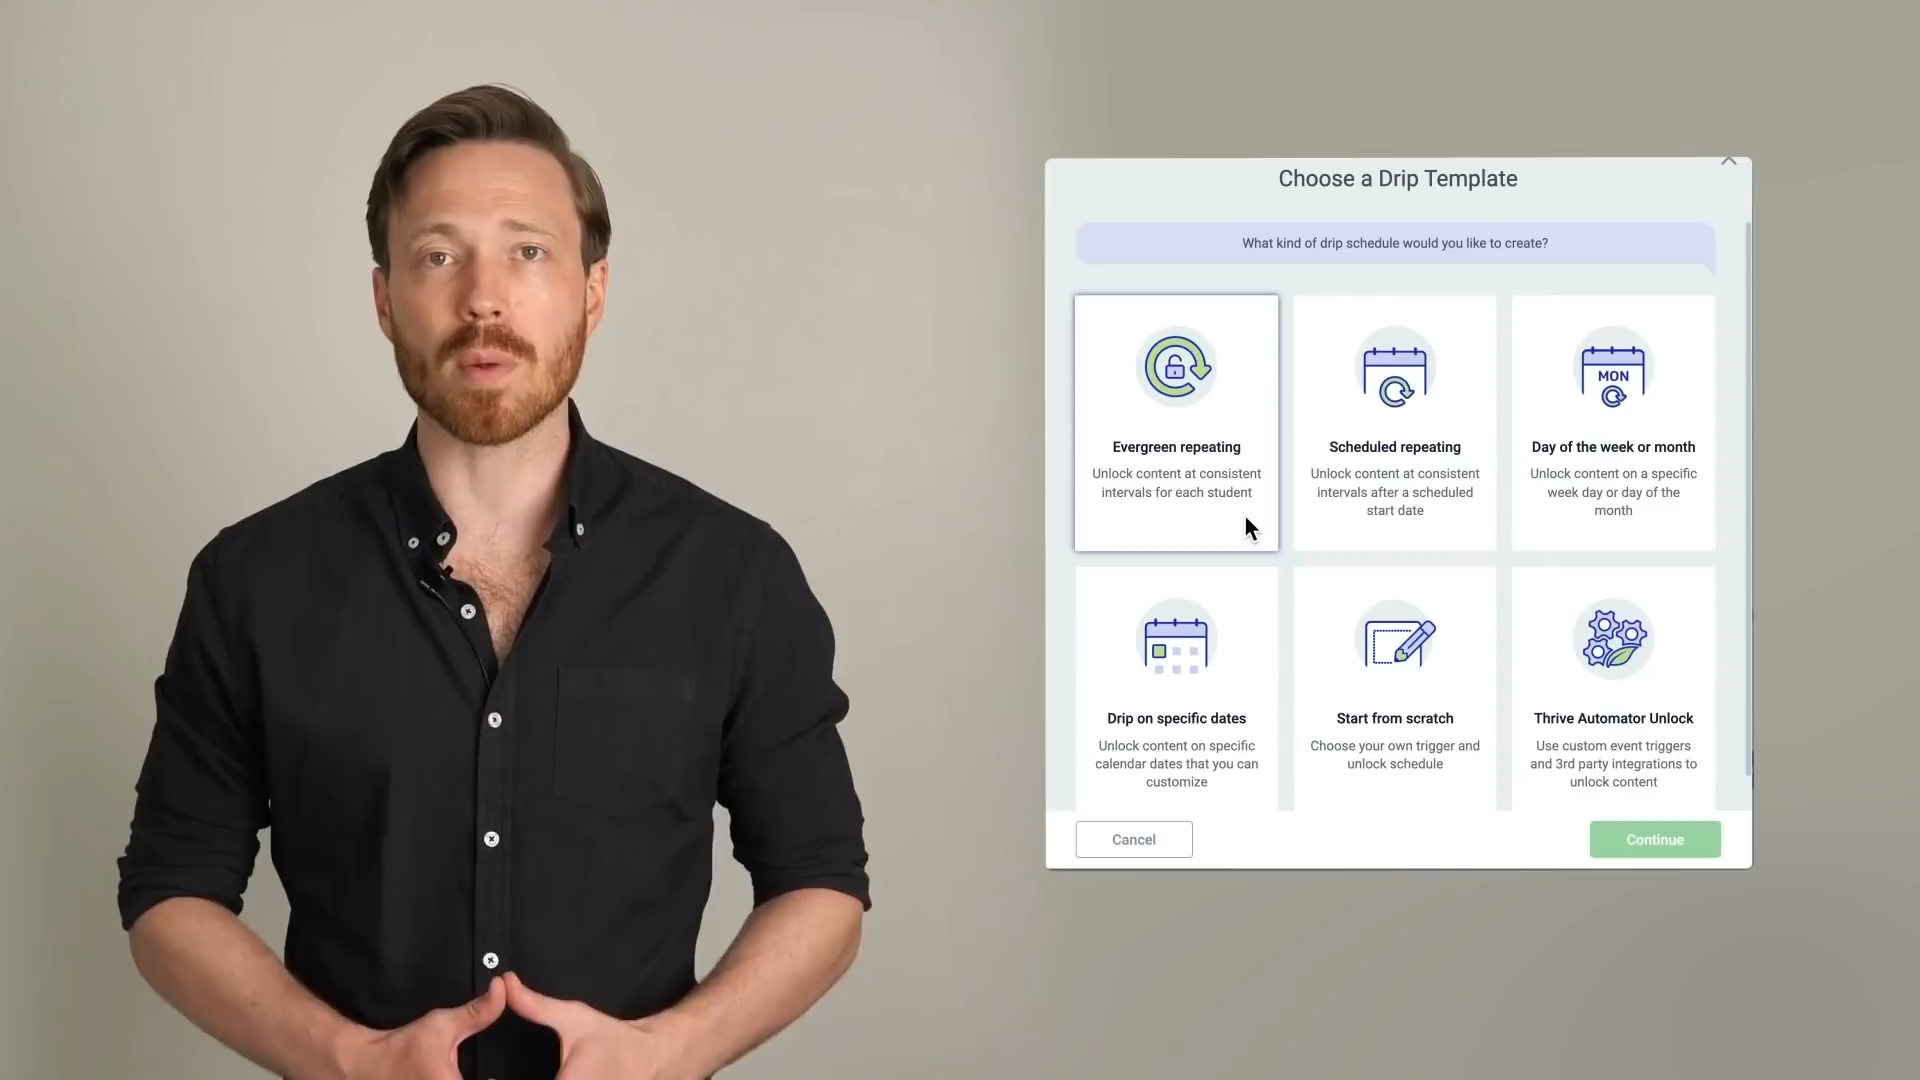 Choose a Drip Template
What kind of drip schedule would you like to create?
Evergreen repeating
Unlock content at consistent
intervals for each student
Scheduled repeating
Unlock content at consistent
intervals after a scheduled
start date
MON
Day of the week or month
Unlock content on a specific
week day or day of the
month
Drip on specific dates
Unlock content on specific
calendar dates that you can
customize
Start from scratch
Choose your own trigger and
unlock schedule
Thrive Automator Unlock
Use custom event triggers
and 3rd party integrations to
unlock content
Cancel
Continue